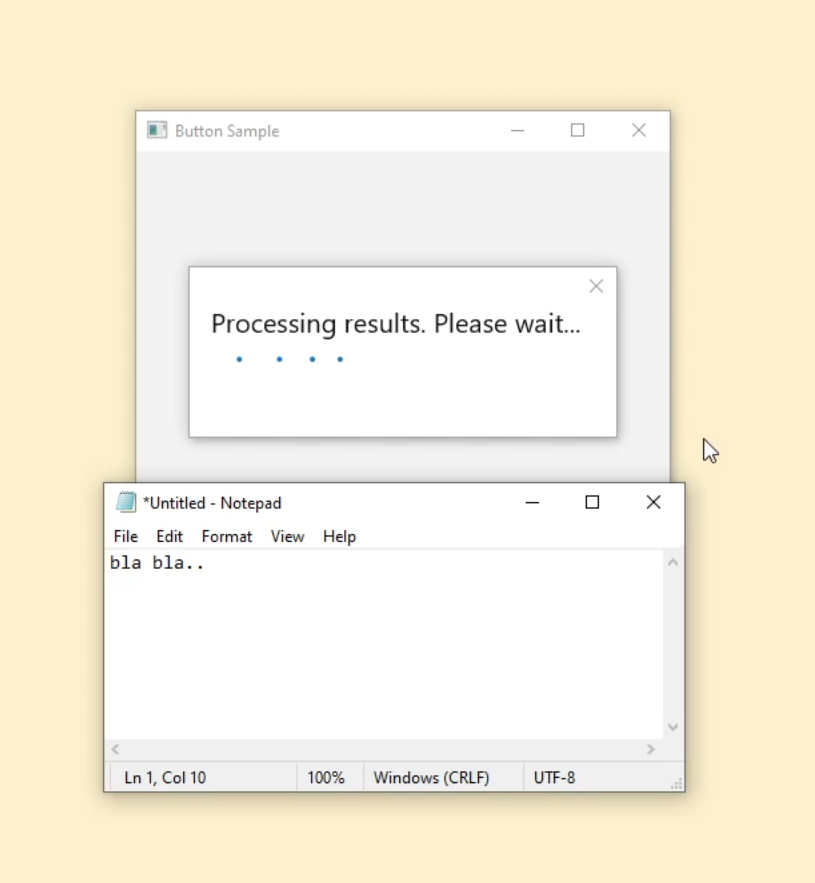 Button Sample
Processing results. Please wait...
*Untitled - Notepad
File Edit Format View Help
bla bla..
Ln 1, Col 10 100% Windows (CRLF) UTF-8